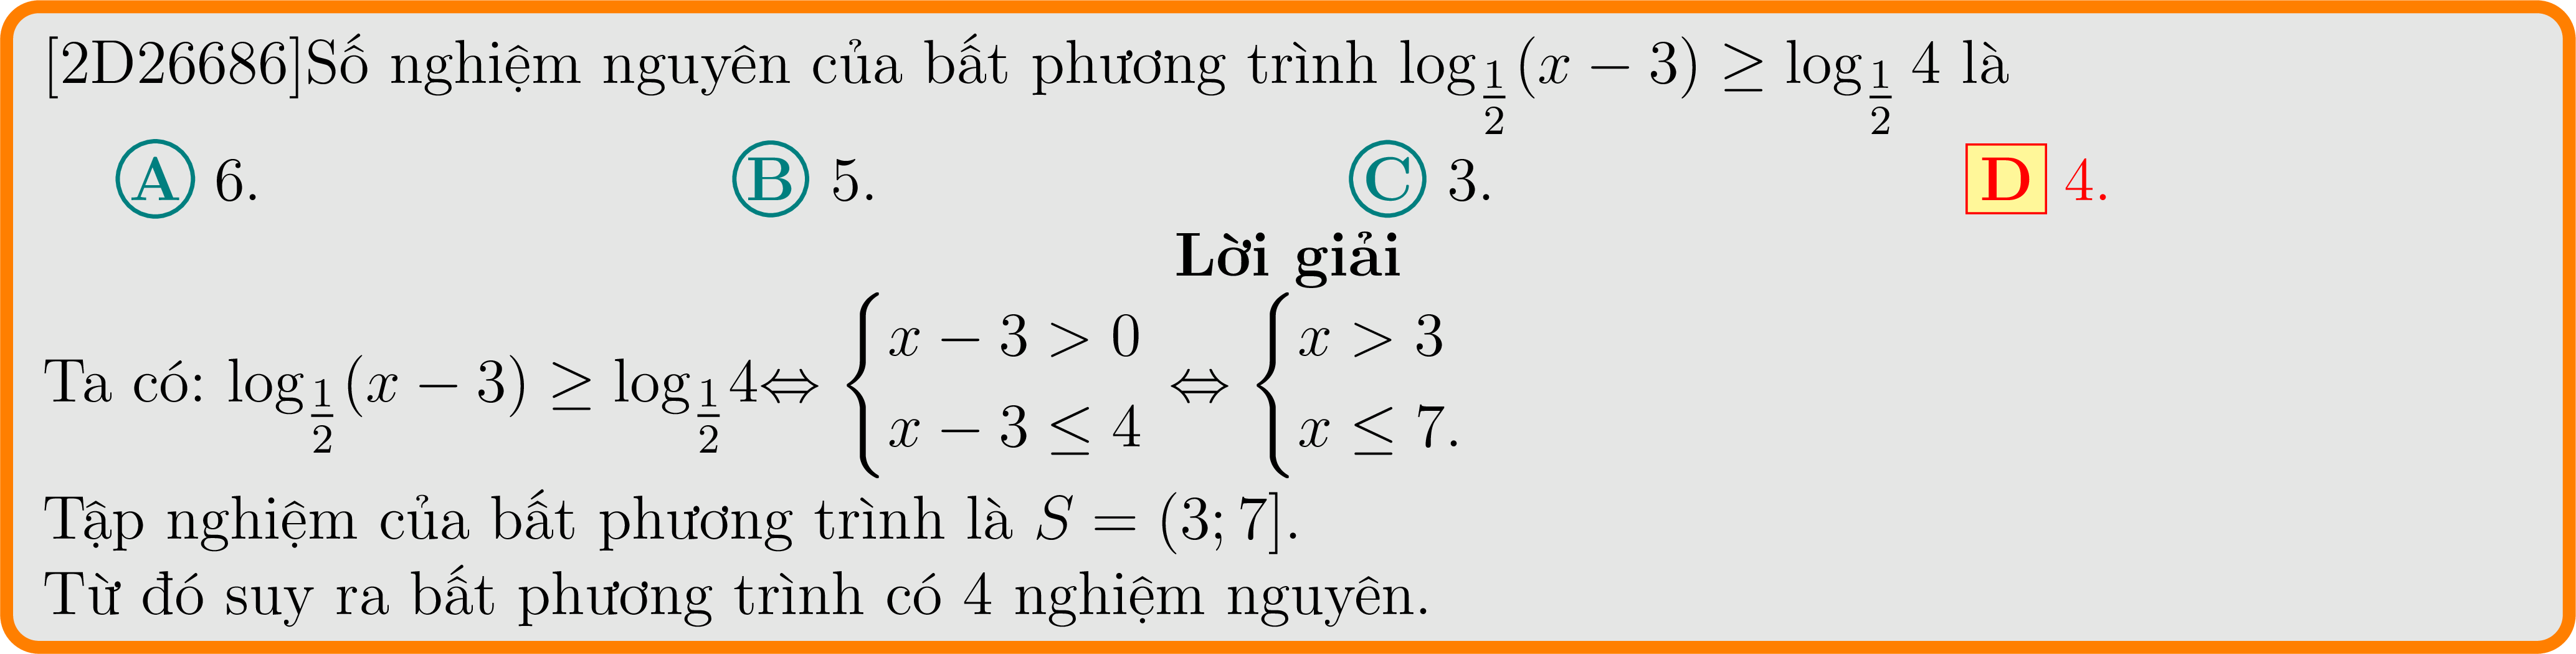 [2D26686]Số nghiệm nguyên của bất phương trình $\log_{\frac{1}{2}}(x-3) \geq \log_{\frac{1}{2}} 4$ là
A 6. B 5. C 3. D 4.
Lời giải
Ta có: $\log_{\frac{1}{2}}(x-3) \geq \log_{\frac{1}{2}} 4 \Leftrightarrow \begin{cases} x-3>0 \\ x-3 \leq 4 \end{cases} \Leftrightarrow \begin{cases} x>3 \\ x \leq 7. \end{cases}$
Tập nghiệm của bất phương trình là $S = (3;7]$.
Từ đó suy ra bất phương trình có 4 nghiệm nguyên.